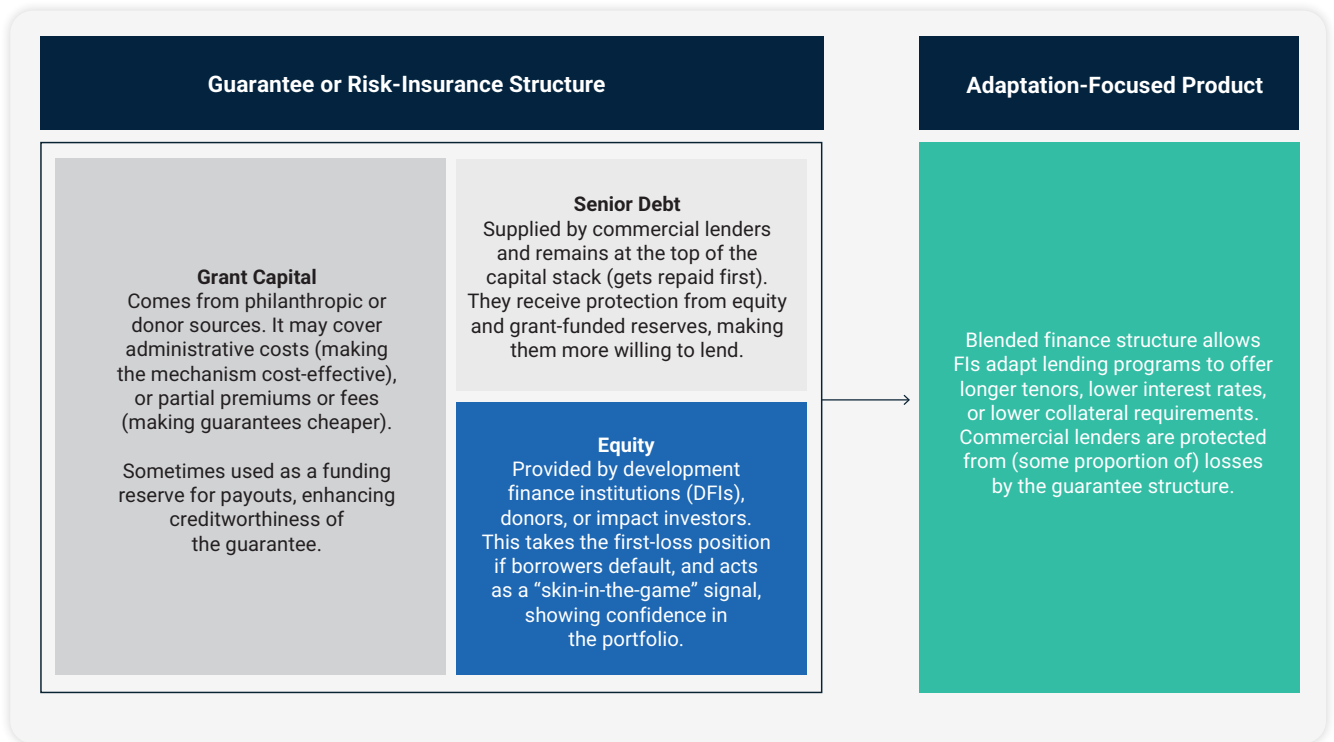 Guarantee or Risk-Insurance Structure
Adaptation-Focused Product
Grant Capital
Comes from philanthropic or
donor sources. It may cover
administrative costs (making
the mechanism cost-effective),
or partial premiums or fees
(making guarantees cheaper).
Sometimes used as a funding
reserve for payouts, enhancing
creditworthiness of
the guarantee.
Senior Debt
Supplied by commercial lenders
and remains at the top of the
capital stack (gets repaid first).
They receive protection from equity
and grant-funded reserves, making
them more willing to lend.
Equity
Provided by development
finance institutions (DFIs),
donors, or impact investors.
This takes the first-loss position
if borrowers default, and acts
as a “skin-in-the-game” signal,
showing confidence in
the portfolio.
Blended finance structure allows
FIs adapt lending programs to offer
longer tenors, lower interest rates,
or lower collateral requirements.
Commercial lenders are protected
from (some proportion of) losses
by the guarantee structure.